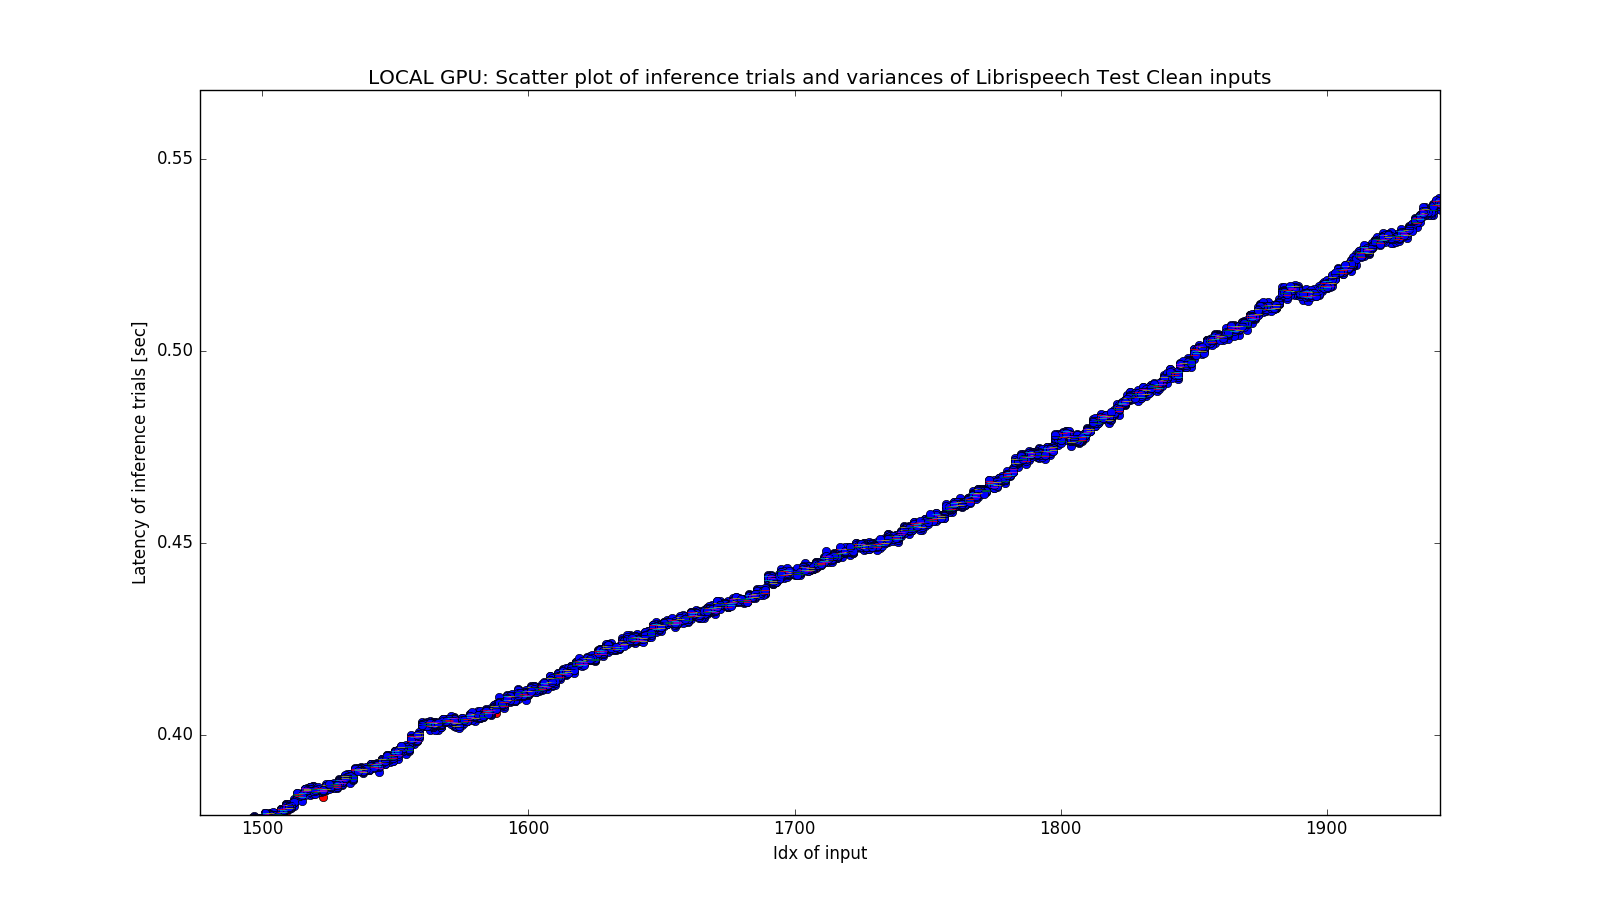 LOCAL GPU: Scatter plot of inference trials and variances of Librispeech Test Clean inputs
0.55
0.50
0.45
0.40
Latency of inference trials [sec]
1500 1600 1700 1800 1900
Idx of input